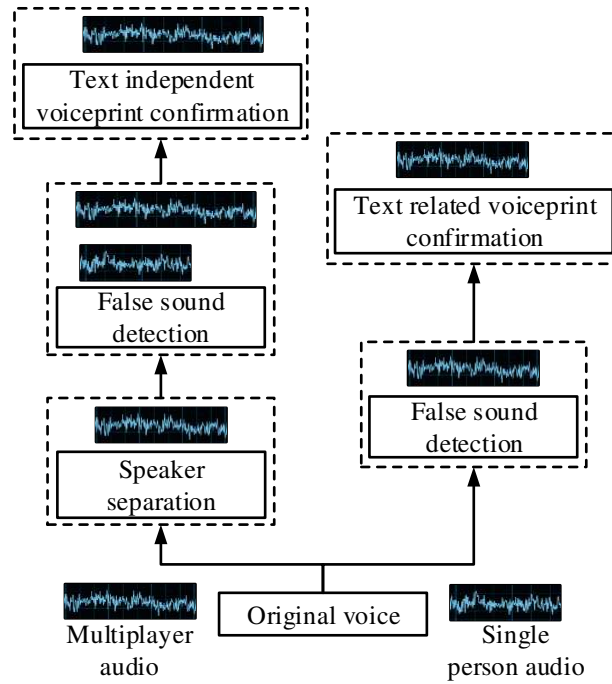 Text independent
voiceprint confirmation
Text related voiceprint
confirmation
False sound
detection
False sound
detection
Speaker
separation
Original voice
Multiplayer
audio
Single
person audio